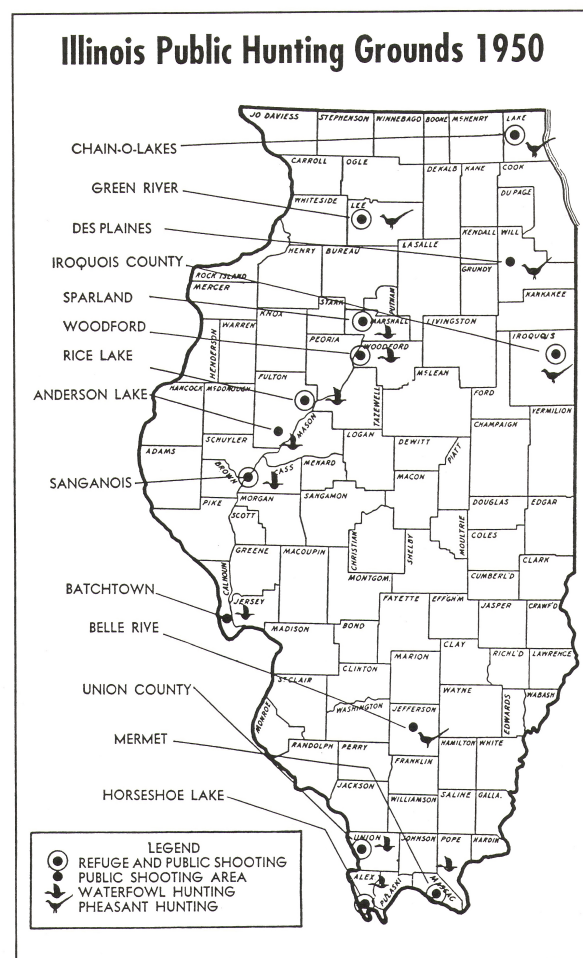 Illinois Public Hunting Grounds 1950
CHAIN-O-LAKES
GREEN RIVER
DES PLAINES
IROQUOIS COUNTY
SPARLAND
WOODFORD
RICE LAKE
ANDERSON LAKE
SANGANOIS
BATCHTOWN
BELLE RIVE
UNION COUNTY
MERMET
HORSESHOE LAKE
JO DAVIESS
STEPHENSON
WINNEBAGO
BOONE
McHENRY
LAKE
CARROLL
OGLE
DEKALB
KANE
COOK
DU PAGE
WHITESIDE
LEE
KENDALL
WILL
LASALLE
HENRY
BUREAU
GRUNDY
ROCK ISLAND
MERCER
PUTNAM
KANKAKEE
STARK
KNOX
MARSHALL
LIVINGSTON
WARREN
HENDERSON
PEORIA
WOODFORD
IROQUOIS
McLEAN
FULTON
HANCOCK
McDONOUGH
TAZEWELL
FORD
VERMILION
MASON
CHAMPAIGN
SCHUYLER
LOGAN
DEWITT
PIATT
ADAMS
BROWN
CASS
MENARD
MACON
PIKE
MORGAN
SANGAMON
DOUGLAS
EDGAR
SCOTT
CHRISTIAN
SHELBY
MOULTRIE
COLES
GREENE
MACOUPIN
CLARK
CALHOUN
MONTGOM.
CUMBERL'D
JERSEY
FAYETTE
EFF'GH'M
JASPER
CRAWF'D
MADISON
BOND
CLAY
RICHL'D
LAWRENCE
MARION
CLINTON
ST CLAIR
WAYNE
WABASH
EDWARDS
MONROE
WASHINGTON
JEFFERSON
RANDOLPH
PERRY
HAMILTON
WHITE
FRANKLIN
JACKSON
WILLIAMSON
SALINE
GALLA.
UNION
JOHNSON
POPE
HARDIN
ALEX
PULASKI
MASSAC
LEGEND
REFUGE AND PUBLIC SHOOTING
PUBLIC SHOOTING AREA
WATERFOWL HUNTING
PHEASANT HUNTING